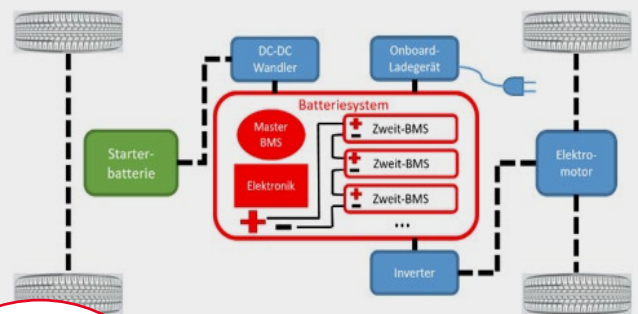 DC-DC
Wandler
Onboard-
Ladegerät
Batteriesystem
Master
BMS
Zweit-BMS
Starter-
batterie
Zweit-BMS
Elektro-
motor
Elektronik
Zweit-BMS
...
Inverter